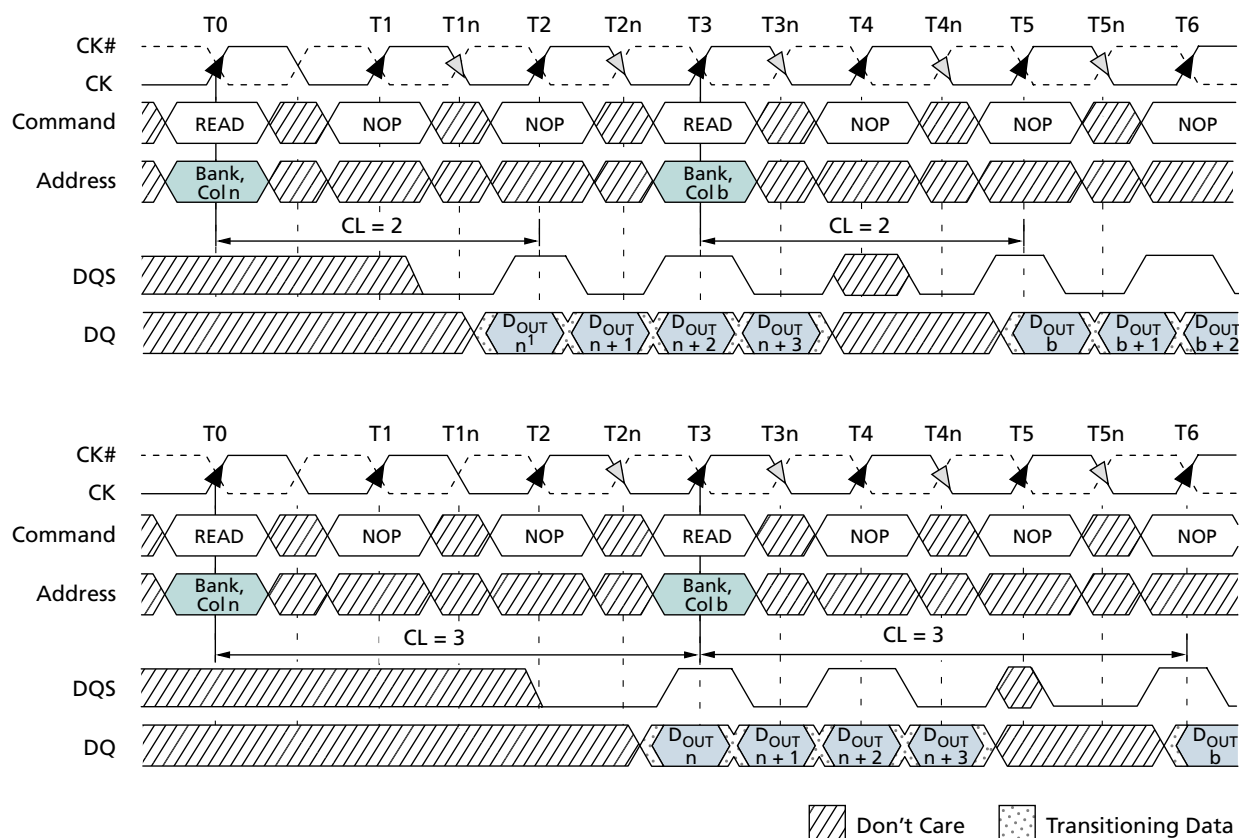 T0 T1 T1n T2 T2n T3 T3n T4 T4n T5 T5n T6
CK#
CK
Command READ NOP NOP READ NOP NOP NOP
Address Bank, Col n Bank, Col b
CL = 2 CL = 2
DQS
DQ DOUT n¹ DOUT n + 1 DOUT n + 2 DOUT n + 3 DOUT b DOUT b + 1 DOUT b + 2
T0 T1 T1n T2 T2n T3 T3n T4 T4n T5 T5n T6
CK#
CK
Command READ NOP NOP READ NOP NOP NOP
Address Bank, Col n Bank, Col b
CL = 3 CL = 3
DQS
DQ DOUT n DOUT n + 1 DOUT n + 2 DOUT n + 3 DOUT b
Don't Care Transitioning Data